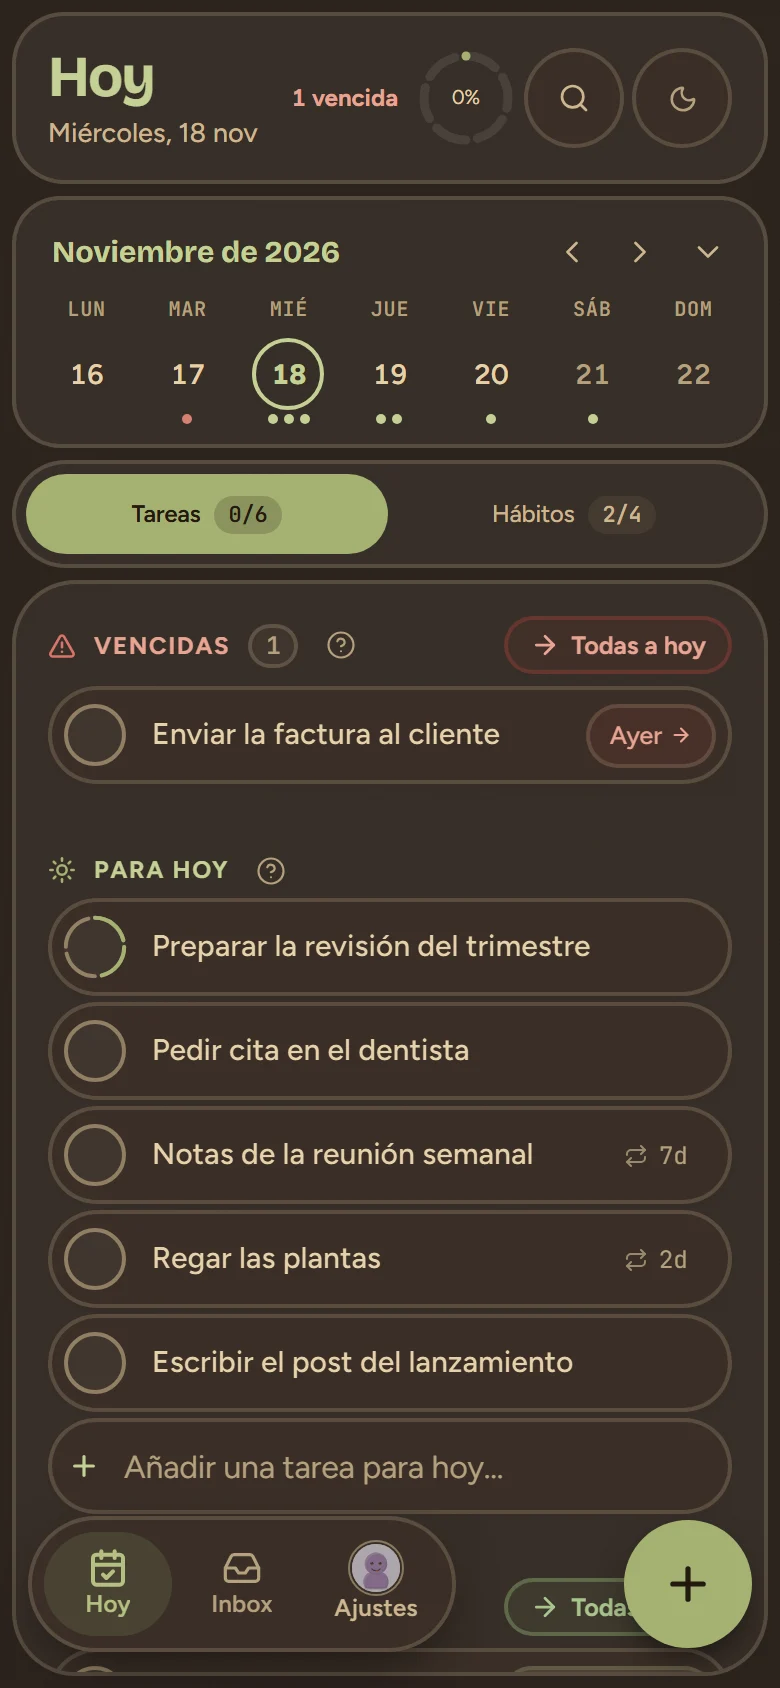 Hoy
Miércoles, 18 nov
1 vencida
0%
Noviembre de 2026
LUN MAR MIÉ JUE VIE SÁB DOM
16 17 18 19 20 21 22
Tareas 0/6
Hábitos 2/4
VENCIDAS 1
Todas a hoy
Enviar la factura al cliente
Ayer
PARA HOY
Preparar la revisión del trimestre
Pedir cita en el dentista
Notas de la reunión semanal 7d
Regar las plantas 2d
Escribir el post del lanzamiento
Añadir una tarea para hoy...
Hoy
Inbox
Ajustes